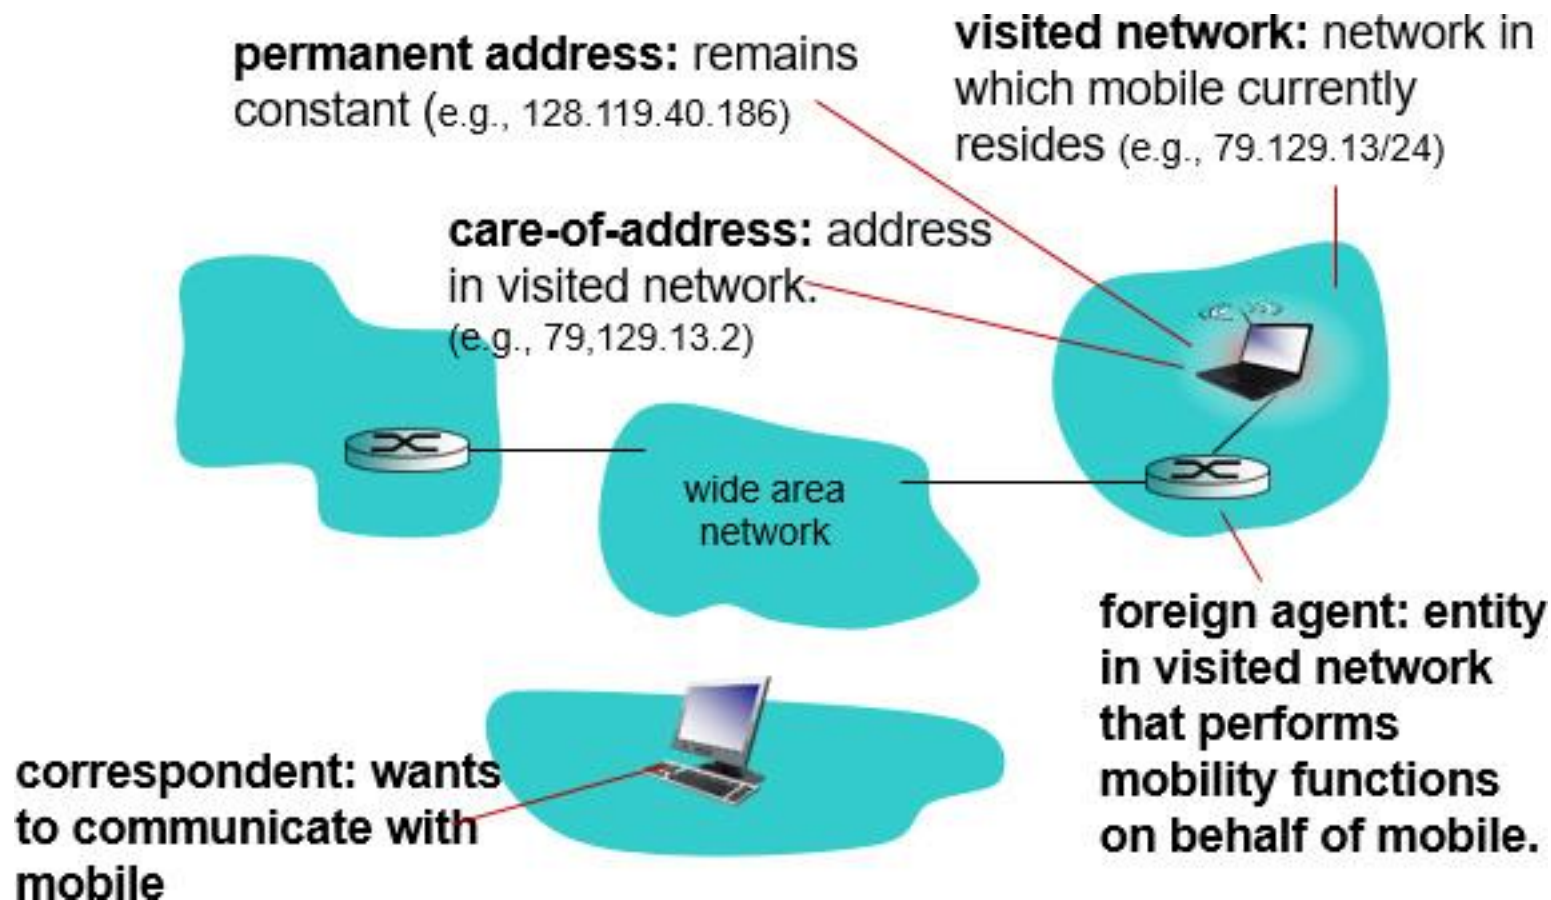 permanent address: remains
constant (e.g., 128.119.40.186)
visited network: network in
which mobile currently
resides (e.g., 79.129.13/24)
care-of-address: address
in visited network.
(e.g., 79,129.13.2)
wide area
network
foreign agent: entity
in visited network
that performs
mobility functions
on behalf of mobile.
correspondent: wants
to communicate with
mobile